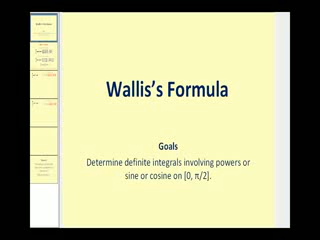 Wallis's Formula
Goals
Determine definite integrals involving powers or
sine or cosine on [0, π/2].